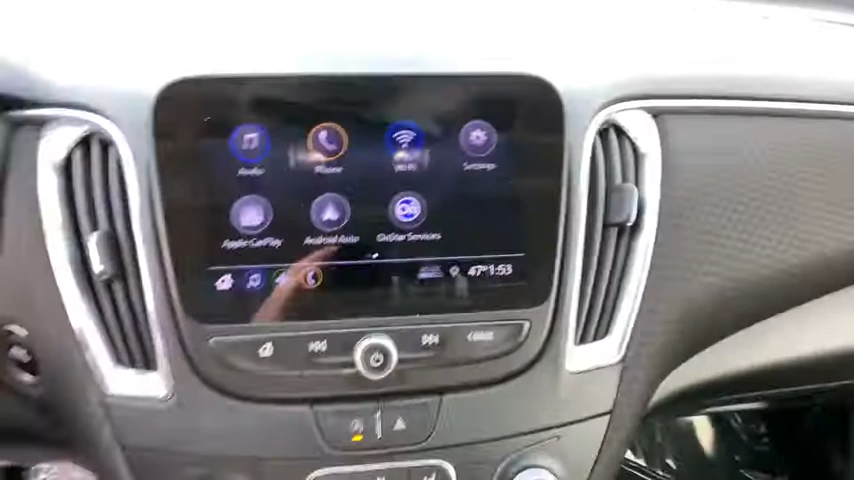 Audio Phone Wi-Fi Settings
Apple CarPlay Android Auto OnStar Services
47° 1:53